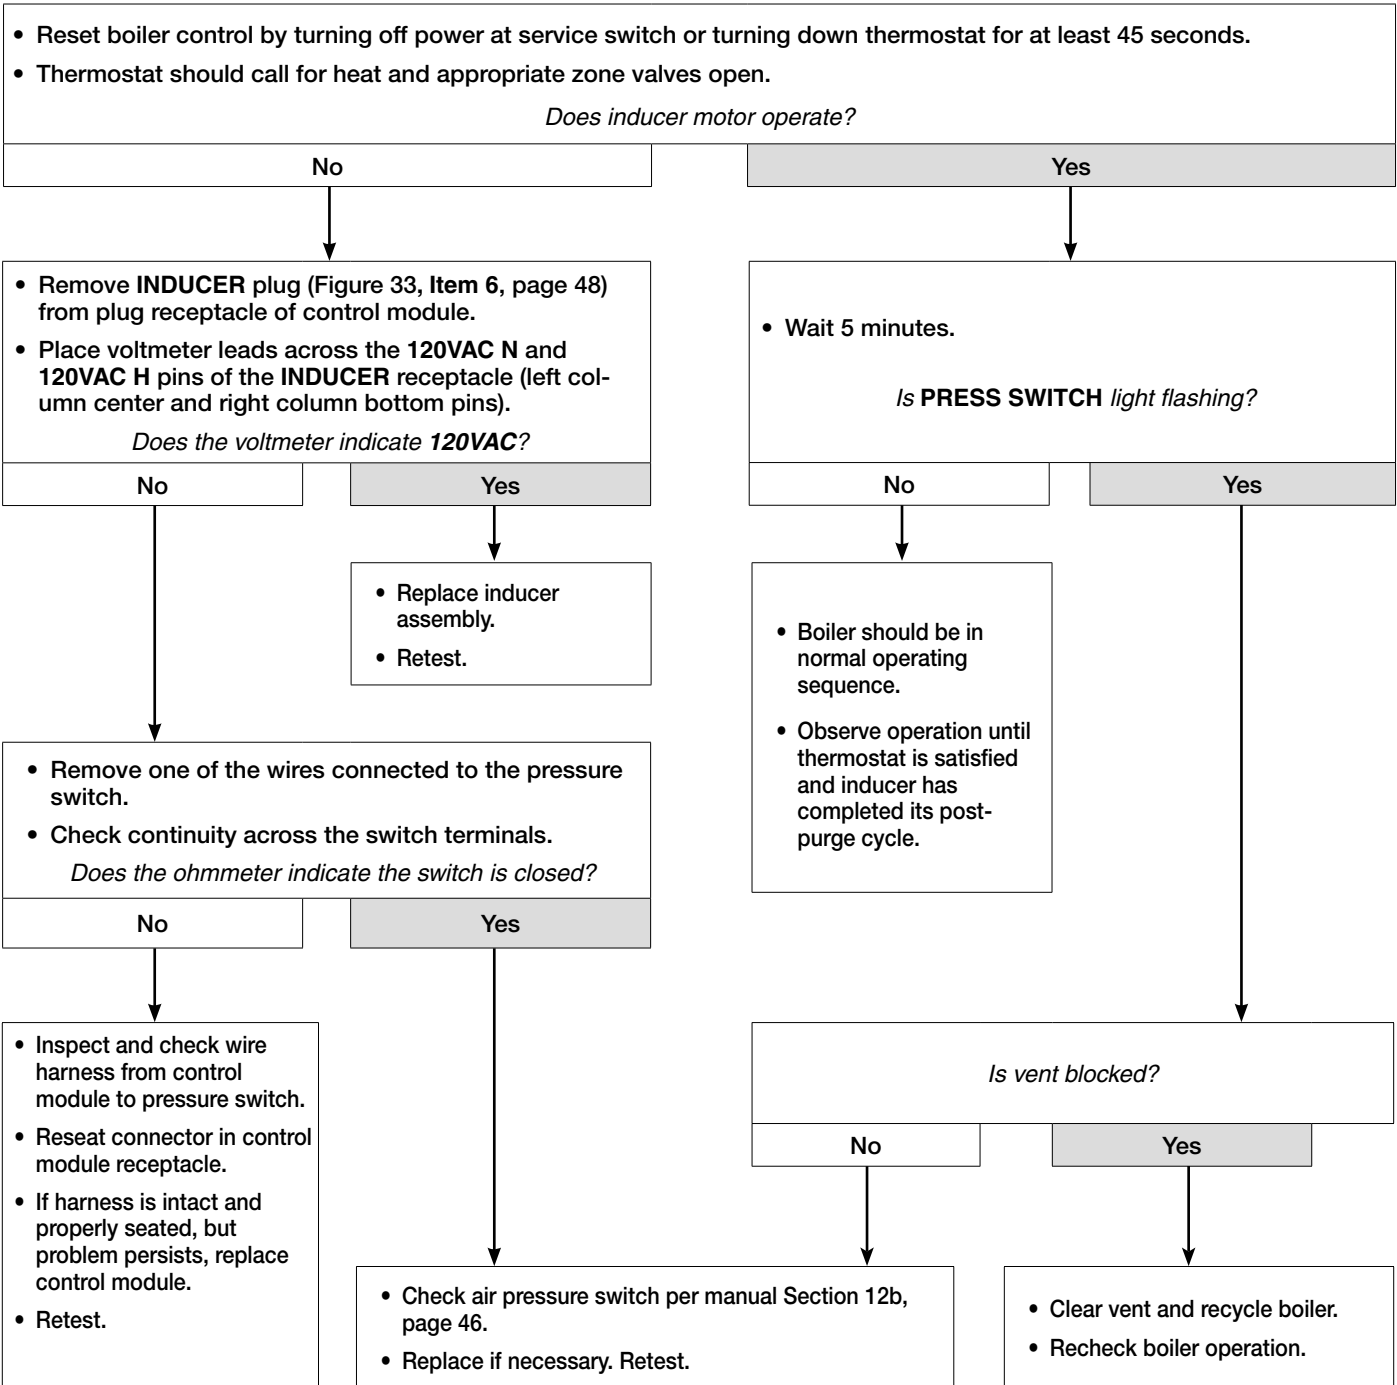 • Reset boiler control by turning off power at service switch or turning down thermostat for at least 45 seconds.
• Thermostat should call for heat and appropriate zone valves open.
Does inducer motor operate?
No
Yes
• Remove INDUCER plug (Figure 33, Item 6, page 48)
from plug receptacle of control module.
• Place voltmeter leads across the 120VAC N and
120VAC H pins of the INDUCER receptacle (left col-
umn center and right column bottom pins).
Does the voltmeter indicate 120VAC?
No
Yes
• Wait 5 minutes.
Is PRESS SWITCH light flashing?
No
Yes
• Replace inducer
assembly.
• Retest.
• Boiler should be in
normal operating
sequence.
• Observe operation until
thermostat is satisfied
and inducer has
completed its post-
purge cycle.
• Remove one of the wires connected to the pressure
switch.
• Check continuity across the switch terminals.
Does the ohmmeter indicate the switch is closed?
No
Yes
• Inspect and check wire
harness from control
module to pressure switch.
• Reseat connector in control
module receptacle.
• If harness is intact and
properly seated, but
problem persists, replace
control module.
• Retest.
Is vent blocked?
No
Yes
• Check air pressure switch per manual Section 12b,
page 46.
• Replace if necessary. Retest.
• Clear vent and recycle boiler.
• Recheck boiler operation.